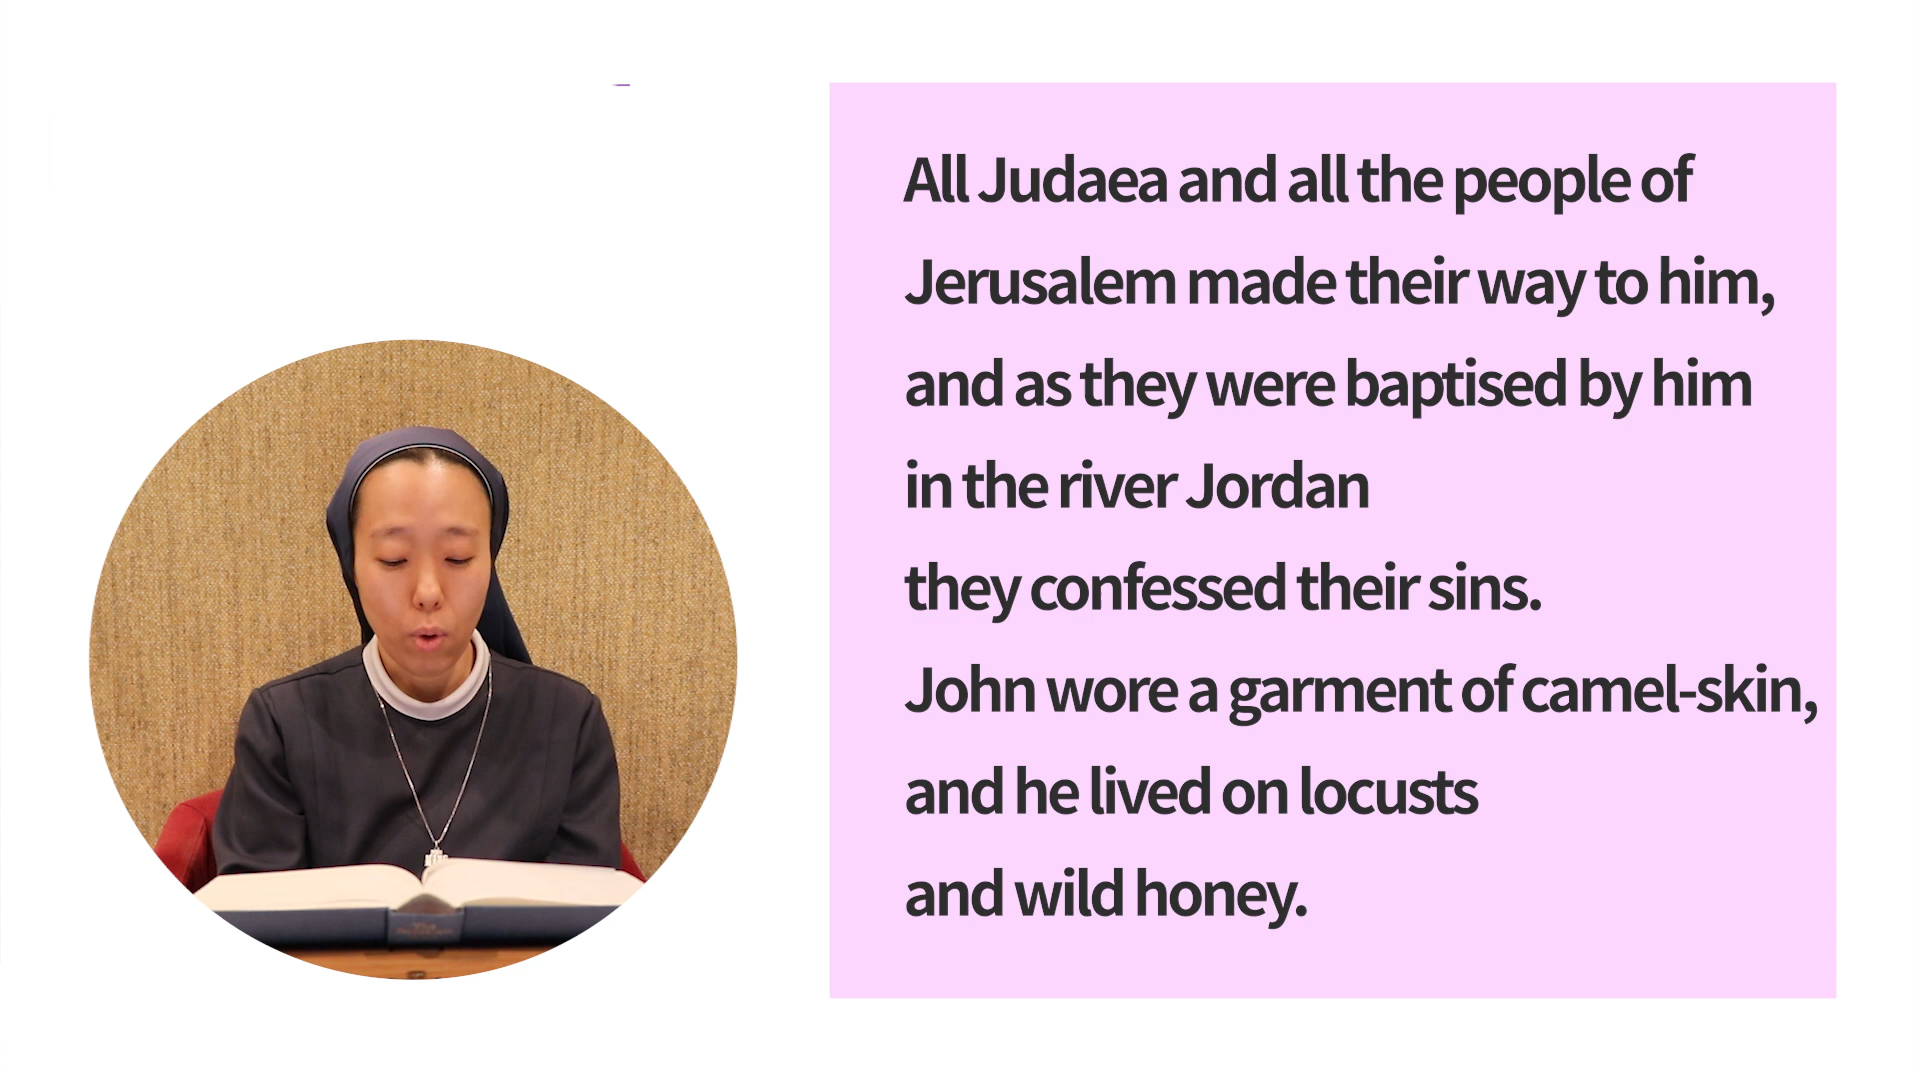 All Judaea and all the people of
Jerusalem made their way to him,
and as they were baptised by him
in the river Jordan
they confessed their sins.
John wore a garment of camel-skin,
and he lived on locusts
and wild honey.